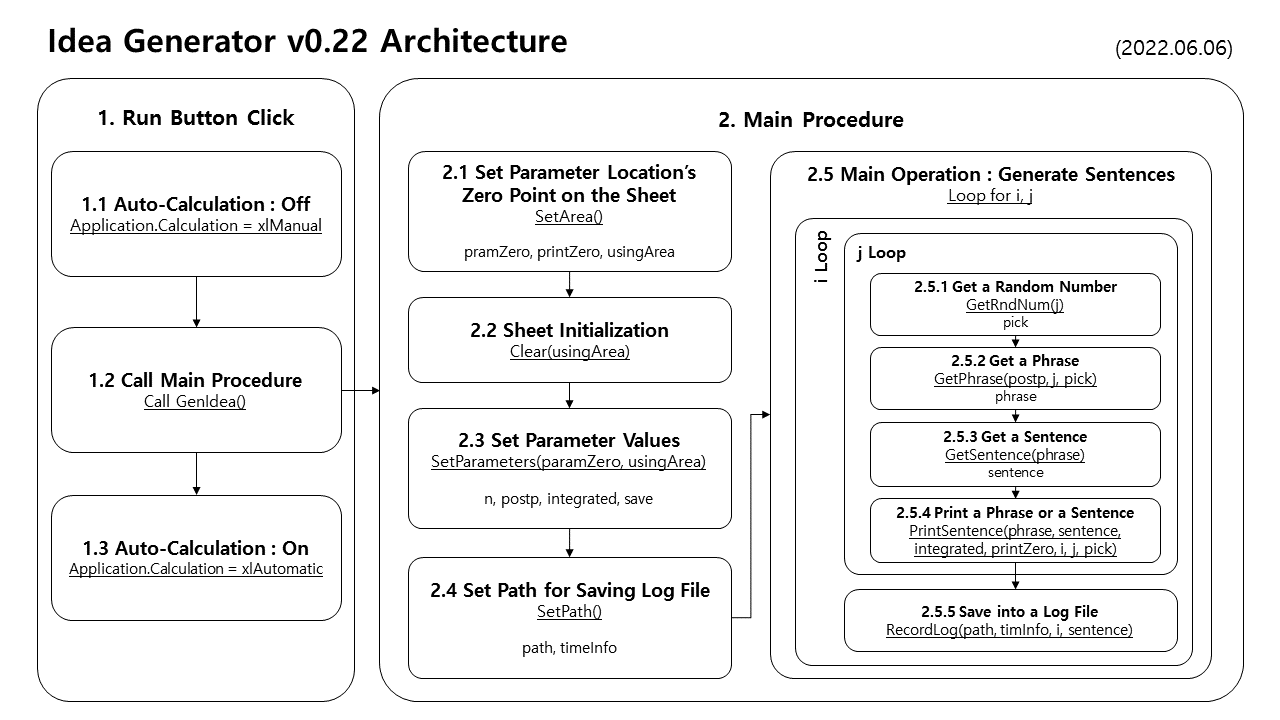 Idea Generator v0.22 Architecture
(2022.06.06)
1. Run Button Click
1.1 Auto-Calculation : Off
Application.Calculation = xlManual
1.2 Call Main Procedure
Call GenIdea()
1.3 Auto-Calculation : On
Application.Calculation = xlAutomatic
2. Main Procedure
2.1 Set Parameter Location’s
Zero Point on the Sheet
SetArea()
pramZero, printZero, usingArea
2.2 Sheet Initialization
Clear(usingArea)
2.3 Set Parameter Values
SetParameters(paramZero, usingArea)
n, postp, integrated, save
2.4 Set Path for Saving Log File
SetPath()
path, timeInfo
2.5 Main Operation : Generate Sentences
Loop for i, j
i Loop
j Loop
2.5.1 Get a Random Number
GetRndNum(j)
pick
2.5.2 Get a Phrase
GetPhrase(postp, j, pick)
phrase
2.5.3 Get a Sentence
GetSentence(phrase)
sentence
2.5.4 Print a Phrase or a Sentence
PrintSentence(phrase, sentence,
integrated, printZero, i, j, pick)
2.5.5 Save into a Log File
RecordLog(path, timInfo, i, sentence)